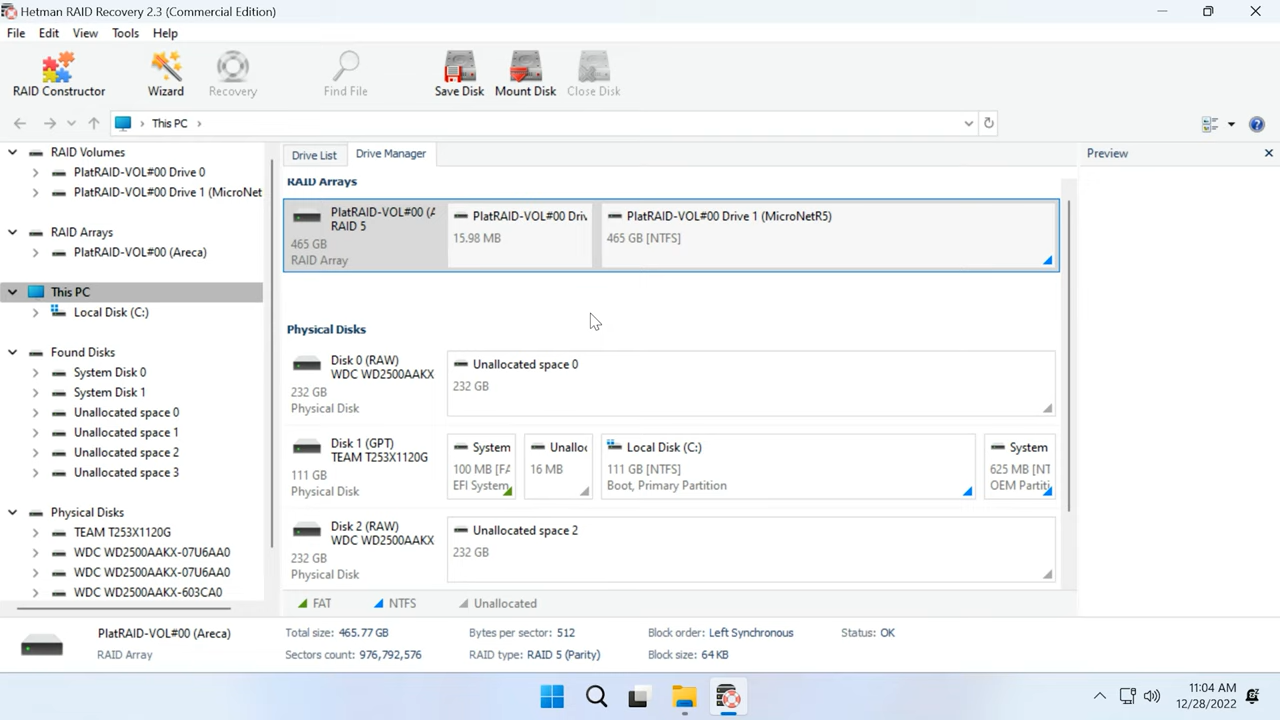 Hetman RAID Recovery 2.3 (Commercial Edition)
File Edit View Tools Help
RAID Constructor Wizard Recovery Find File Save Disk Mount Disk Close Disk
This PC
RAID Volumes
PlatRAID-VOL#00 Drive 0
PlatRAID-VOL#00 Drive 1 (MicroNet
RAID Arrays
PlatRAID-VOL#00 (Areca)
This PC
Local Disk (C:)
Found Disks
System Disk 0
System Disk 1
Unallocated space 0
Unallocated space 1
Unallocated space 2
Unallocated space 3
Physical Disks
TEAM T253X1120G
WDC WD2500AAKX-07U6AA0
WDC WD2500AAKX-07U6AA0
WDC WD2500AAKX-603CA0
Drive List Drive Manager
RAID Arrays
PlatRAID-VOL#00 (A
RAID 5
465 GB
RAID Array
PlatRAID-VOL#00 Driv
15.98 MB
PlatRAID-VOL#00 Drive 1 (MicroNetR5)
465 GB [NTFS]
Physical Disks
Disk 0 (RAW)
WDC WD2500AAKX
232 GB
Physical Disk
Unallocated space 0
232 GB
Disk 1 (GPT)
TEAM T253X1120G
111 GB
Physical Disk
System
100 MB [FA
EFI System,
Unalloc
16 MB
Local Disk (C:)
111 GB [NTFS]
Boot, Primary Partition
System
625 MB [NT
OEM Partiti
Disk 2 (RAW)
WDC WD2500AAKX
232 GB
Physical Disk
Unallocated space 2
232 GB
FAT NTFS Unallocated
Preview
PlatRAID-VOL#00 (Areca)
RAID Array
Total size: 465.77 GB
Sectors count: 976,792,576
Bytes per sector: 512
RAID type: RAID 5 (Parity)
Block order: Left Synchronous
Block size: 64 KB
Status: OK
11:04 AM
12/28/2022